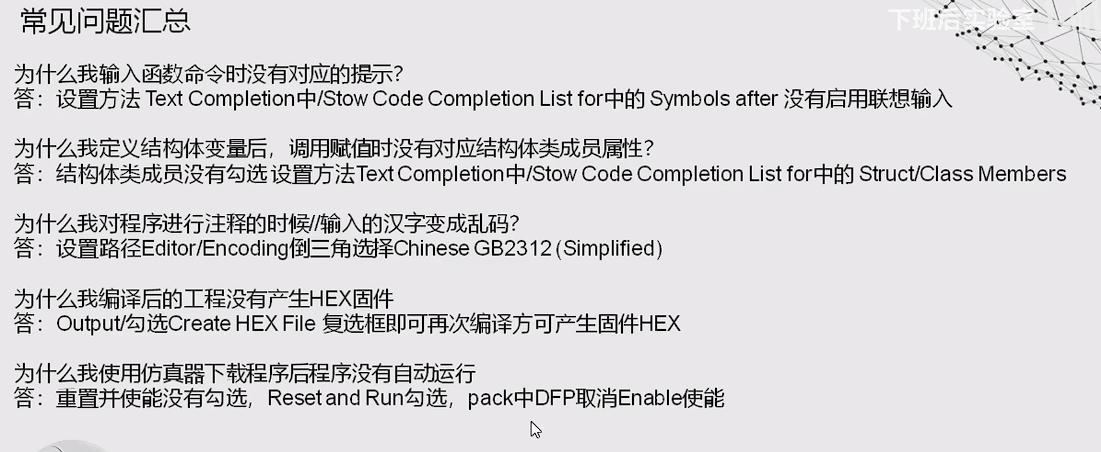 常见问题汇总
下班后实验室
为什么我输入函数命令时没有对应的提示？
答：设置方法 Text Completion中/Stow Code Completion List for中的 Symbols after 没有启用联想输入
为什么我定义结构体变量后，调用赋值时没有对应结构体类成员属性？
答：结构体类成员没有勾选 设置方法Text Completion中/Stow Code Completion List for中的 Struct/Class Members
为什么我对程序进行注释的时候//输入的汉字变成乱码？
答：设置路径Editor/Encoding倒三角选择Chinese GB2312（Simplified）
为什么我编译后的工程没有产生HEX固件
答：Output/勾选Create HEX File 复选框即可再次编译方可产生固件HEX
为什么我使用仿真器下载程序后程序没有自动运行
答：重置并使能没有勾选，Reset and Run勾选，pack中DFP取消Enable使能